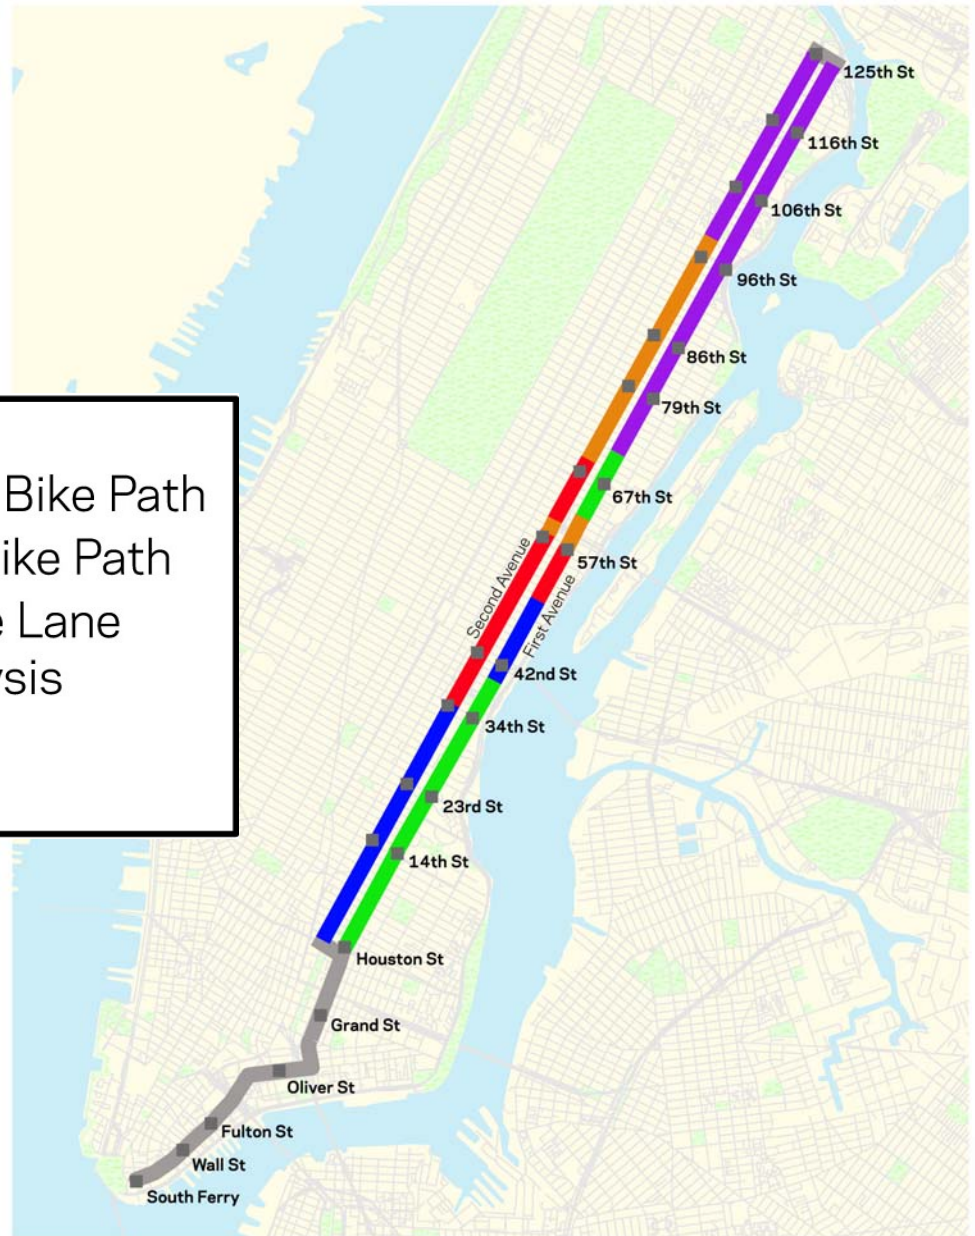 125th St
116th St
106th St
96th St
86th St
79th St
Bike Path
67th St
ike Path
57th St
Second Avenue
First Avenue
e Lane
42nd St
ysis
34th St
23rd St
14th St
Houston St
Grand St
Oliver St
Fulton St
Wall St
South Ferry